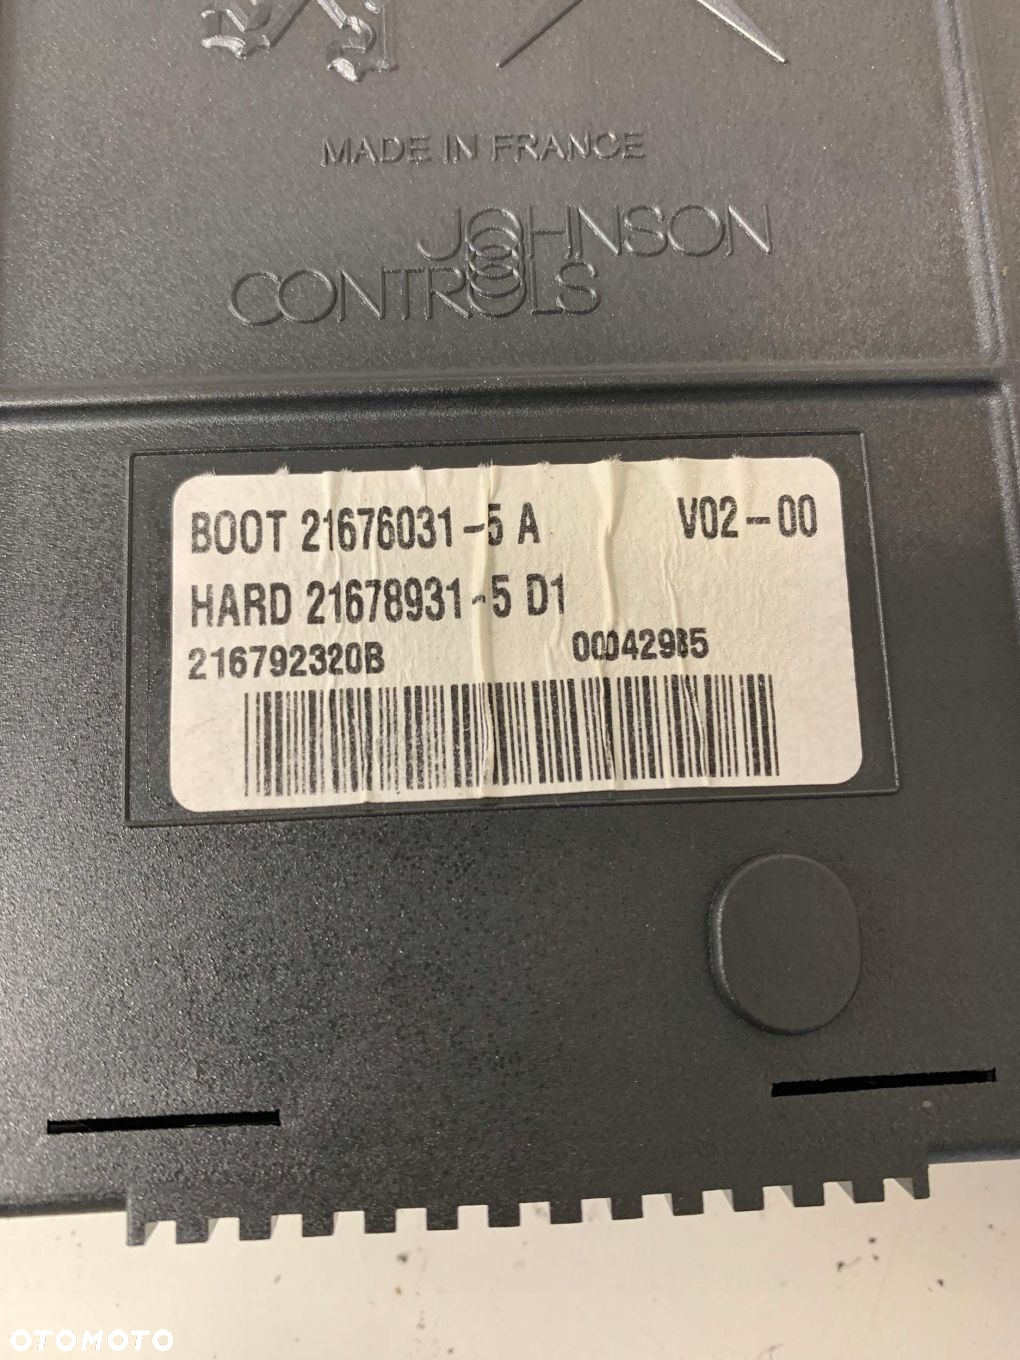 MADE IN FRANCE
JOHNSON
CONTROLS
BOOT 21676031-5 A V02-00
HARD 21678931-5 D1
216792320B 00042985
OTOMOTO